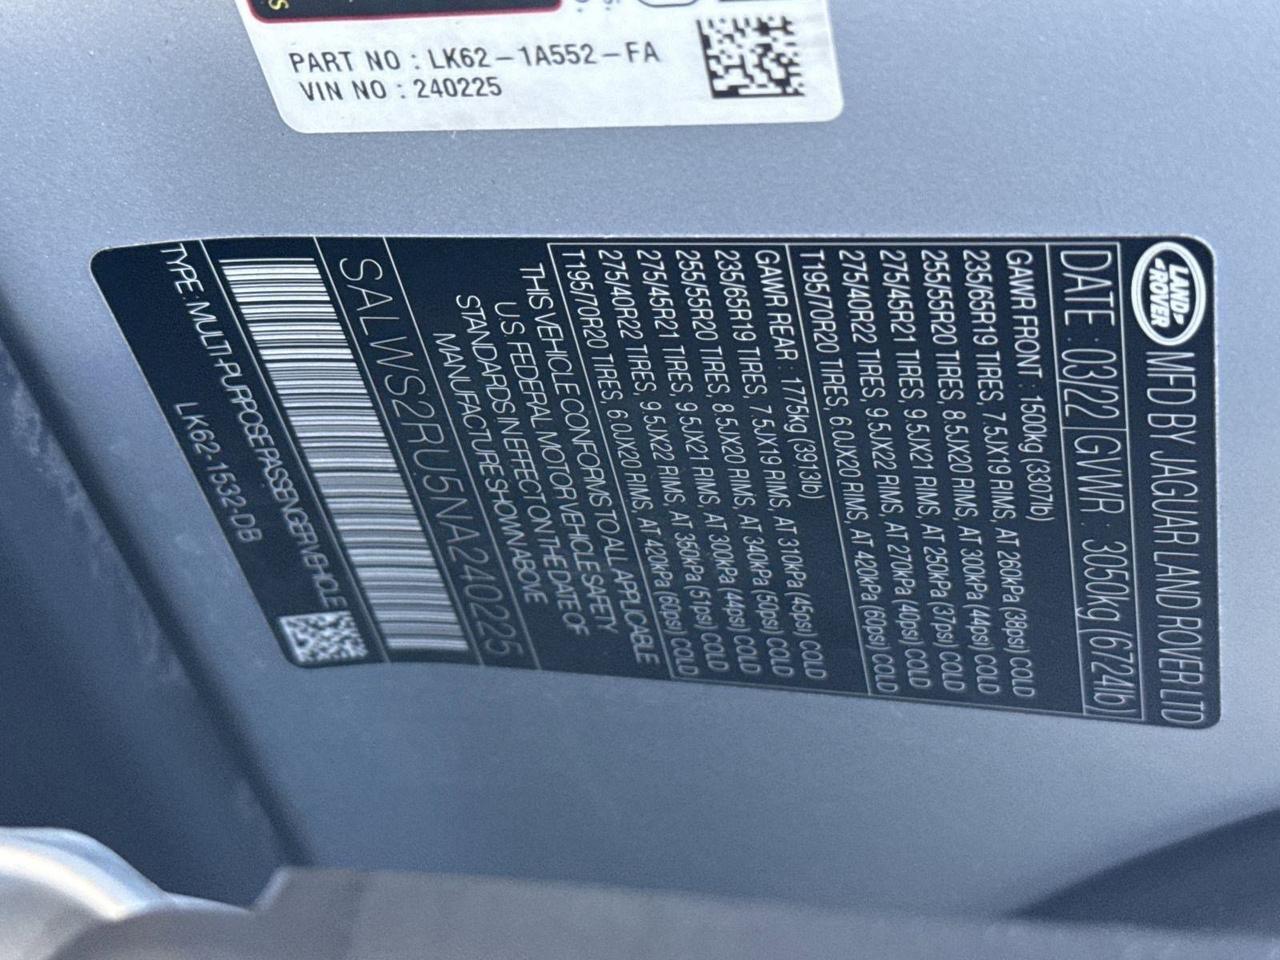 PART NO : LK62-1A552-FA
VIN NO : 240225
LAND
ROVER
MFD BY JAGUAR LAND ROVER LTD
DATE : 03/22 GVWR : 3050kg (6724lb)
GAWR FRONT : 1500kg (3307lb)
235/65R19 TIRES, 7.5JX19 RIMS, AT 260kPa (38psi) COLD
255/55R20 TIRES, 8.5JX20 RIMS, AT 300kPa (44psi) COLD
275/45R21 TIRES, 9.5JX21 RIMS, AT 250kPa (37psi) COLD
275/40R22 TIRES, 9.5JX22 RIMS, AT 270kPa (40psi) COLD
T195/70R20 TIRES, 6.0JX20 RIMS, AT 420kPa (60psi) COLD
GAWR REAR : 1775kg (3913lb)
235/65R19 TIRES, 7.5JX19 RIMS, AT 310kPa (45psi) COLD
255/55R20 TIRES, 8.5JX20 RIMS, AT 340kPa (50psi) COLD
275/45R21 TIRES, 9.5JX21 RIMS, AT 300kPa (44psi) COLD
275/40R22 TIRES, 9.5JX22 RIMS, AT 350kPa (51psi) COLD
T195/70R20 TIRES, 6.0JX20 RIMS, AT 420kPa (60psi) COLD
THIS VEHICLE CONFORMS TO ALL APPLICABLE
U.S. FEDERAL MOTOR VEHICLE SAFETY
STANDARDS IN EFFECT ON THE DATE OF
MANUFACTURE SHOWN ABOVE
SALWS2RU5NA240225
TYPE : MULTI-PURPOSE PASSENGER VEHICLE
LK62-1532-DB